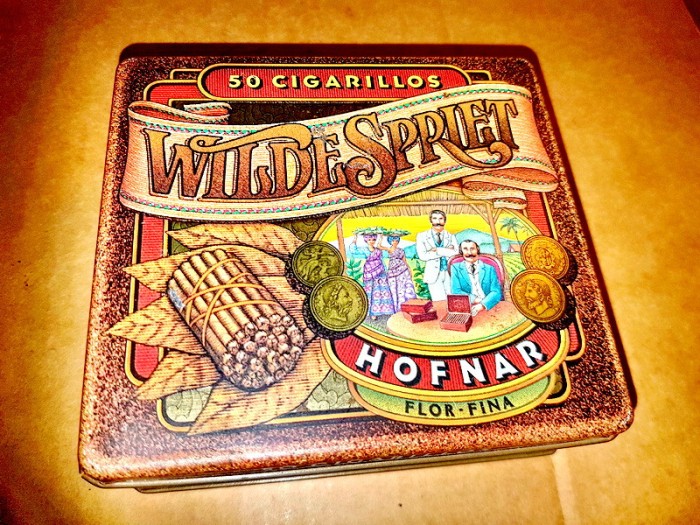 50 CIGARILLOS
WILDE SPRIET
HOFNAR
FLOR-FINA